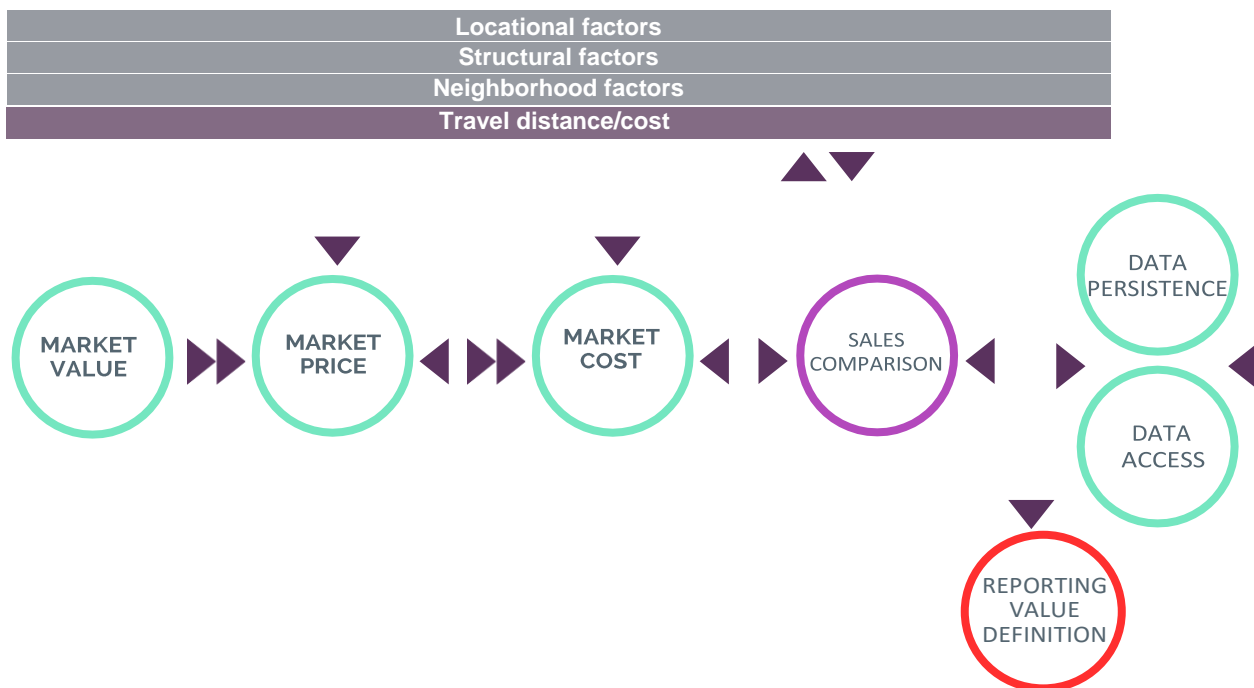 Locational factors
Structural factors
Neighborhood factors
Travel distance/cost
MARKET
VALUE
MARKET
PRICE
MARKET
COST
SALES
COMPARISON
DATA
PERSISTENCE
DATA
ACCESS
REPORTING
VALUE
DEFINITION